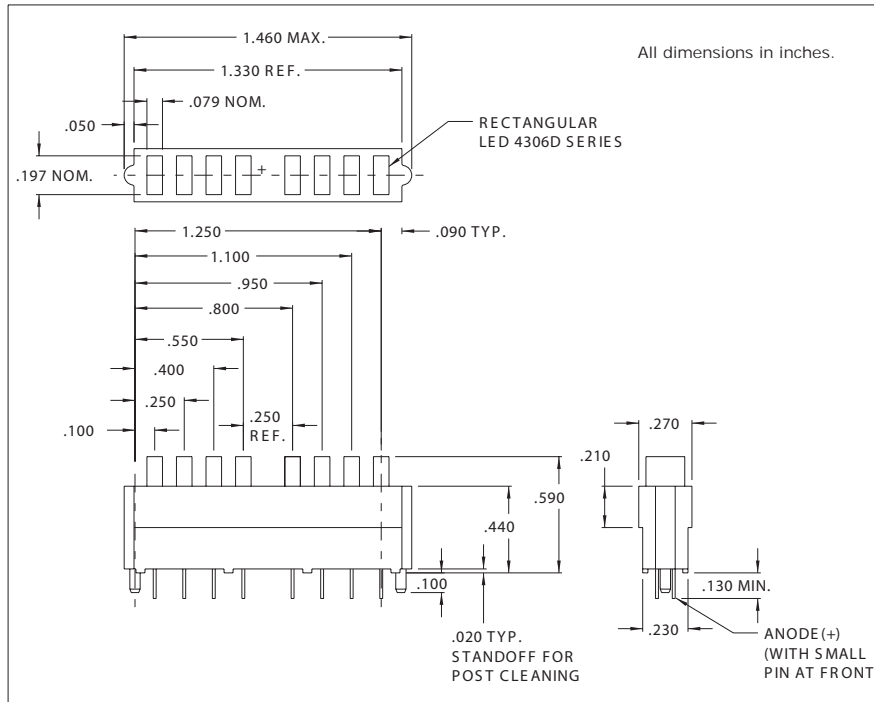 1.460 MAX.
All dimensions in inches.
1.330 REF.
.079 NOM.
.050
RECTANGULAR
LED 4306D SERIES
+
.197 NOM.
1.250
.090 TYP.
1.100
.950
.800
.550
.400
.250
.250
REF.
.100
.270
.210
.590
.440
.100
.130 MIN.
.020 TYP.
STANDOFF FOR
POST CLEANING
.230
ANODE(+)
(WITH SMALL
PIN AT FRONT